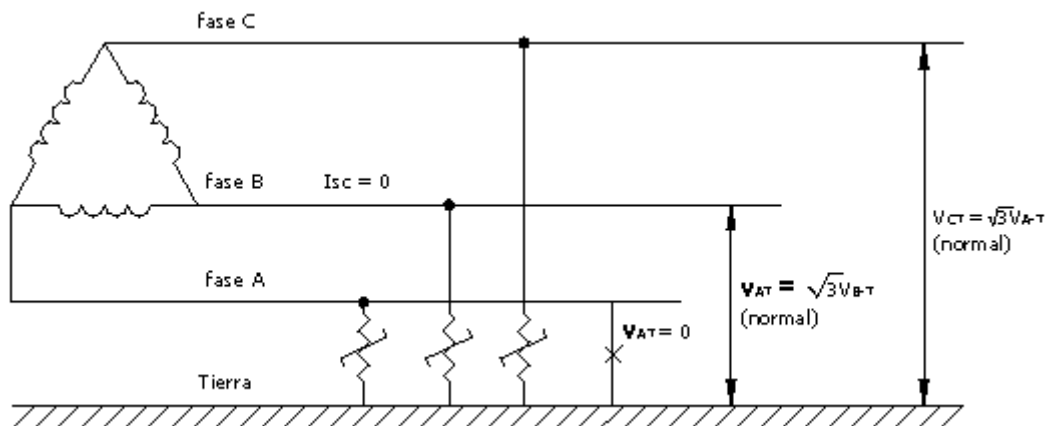 fase C
fase B Isc = 0
VCT = √3VA-T
(normal)
fase A
VAT = √3VB-T
(normal)
VAT = 0
Tierra